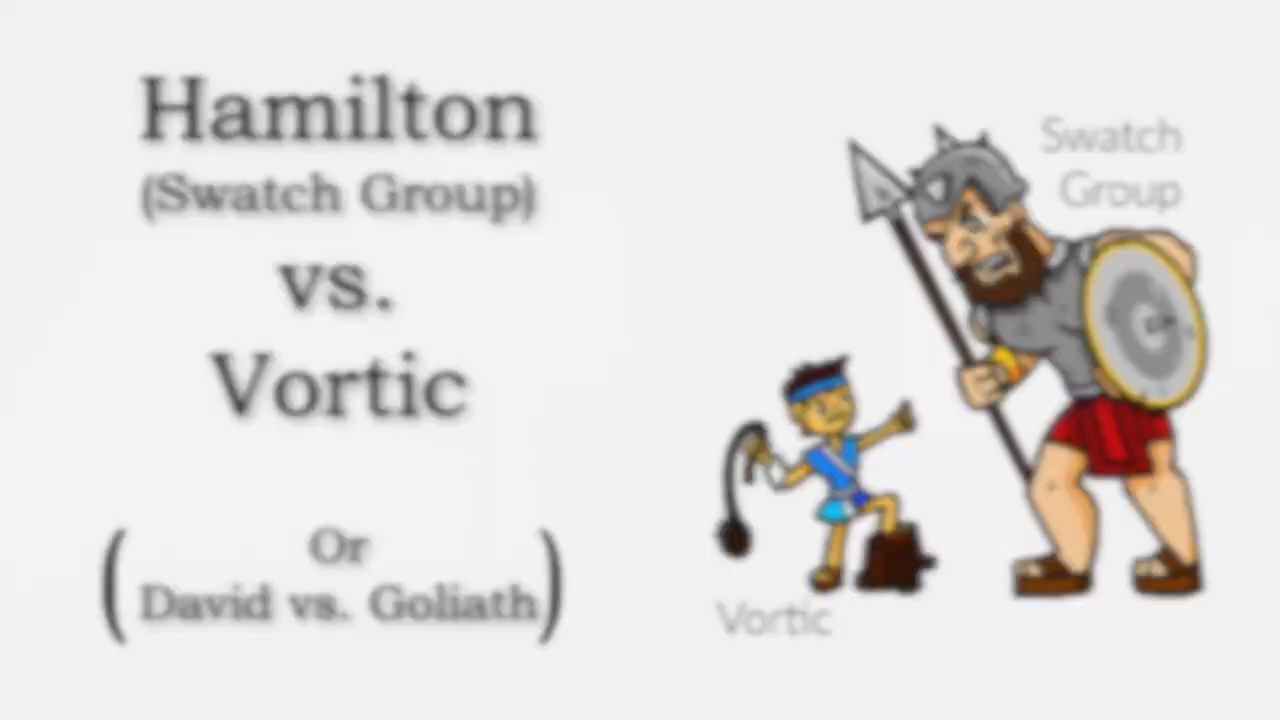 Hamilton
(Swatch Group)
vs.
Vortic
(Or
David vs. Goliath)
Swatch
Group
Vortic